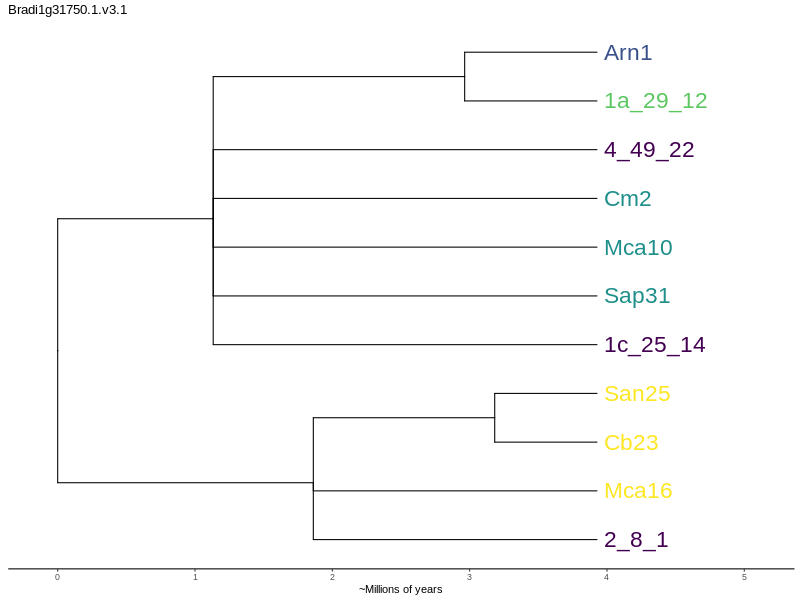 Bradi1g31750.1.v3.1
Arn1
1a_29_12
4_49_22
Cm2
Mca10
Sap31
1c_25_14
San25
Cb23
Mca16
2_8_1
0 1 2 3 4 5
~Millions of years